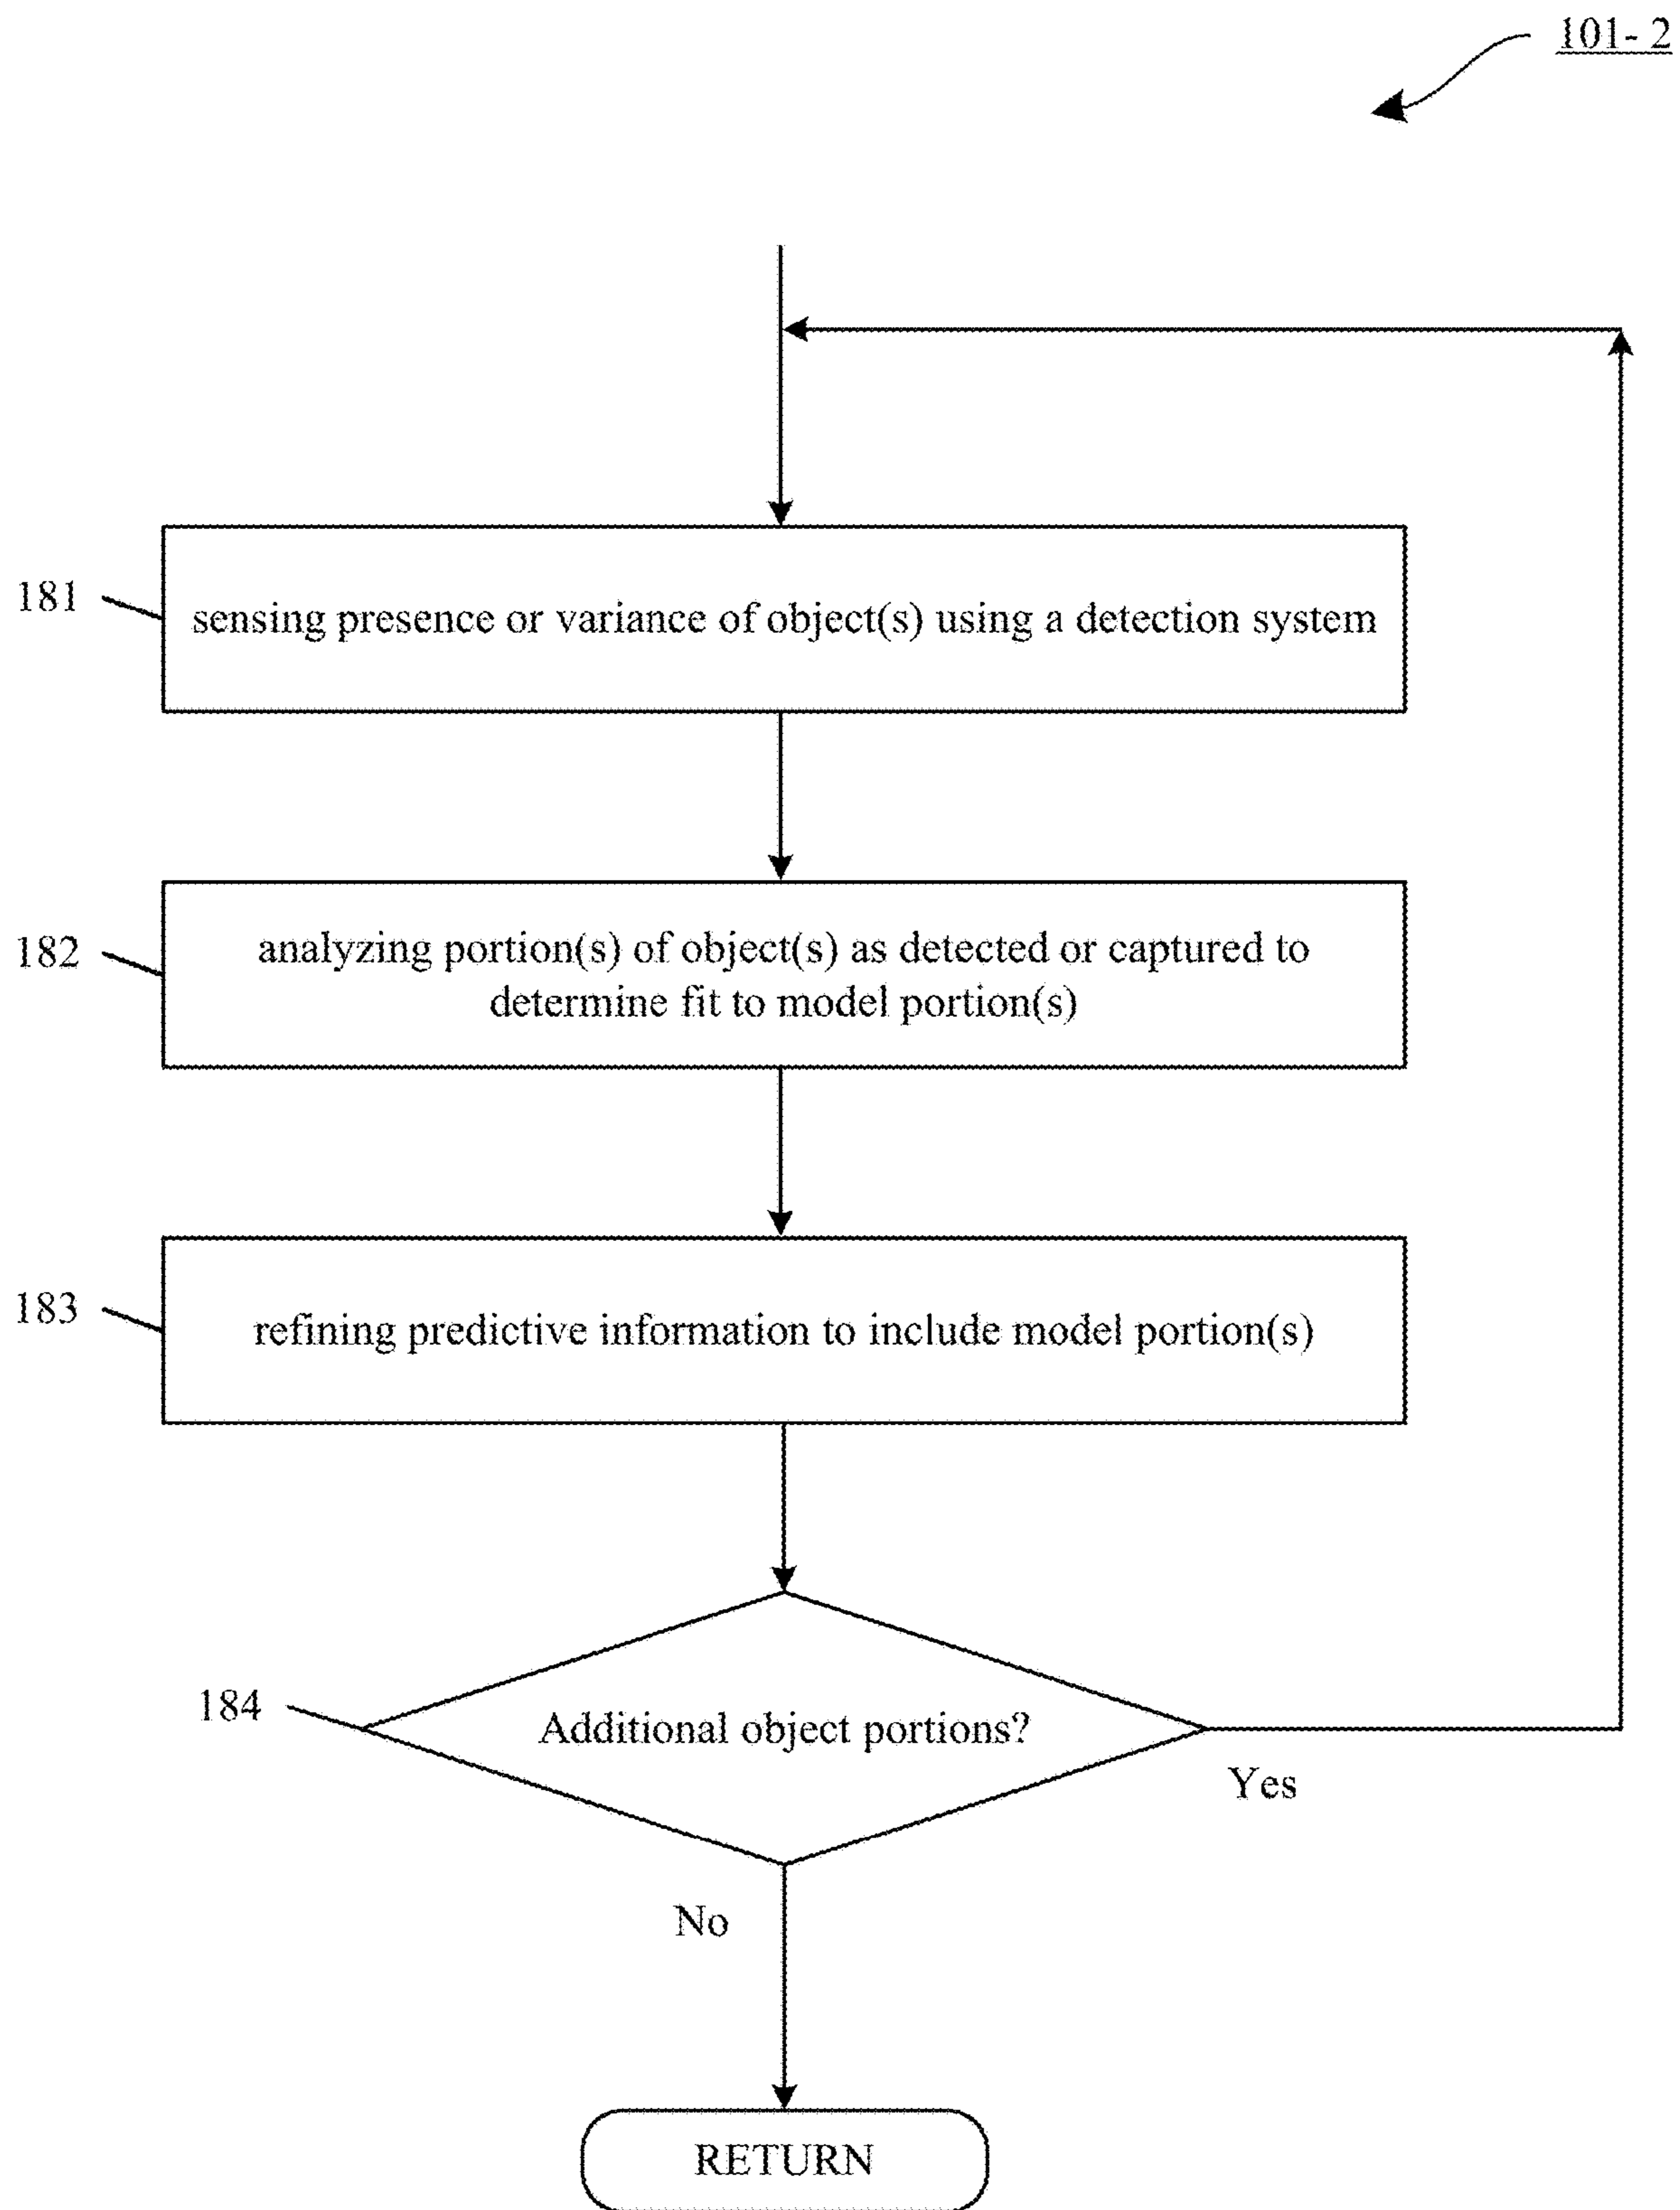 101- 2
181
sensing presence or variance of object(s) using a detection system
182
analyzing portion(s) of object(s) as detected or captured to
determine fit to model portion(s)
183
refining predictive information to include model portion(s)
184
Additional object portions?
Yes
No
RETURN